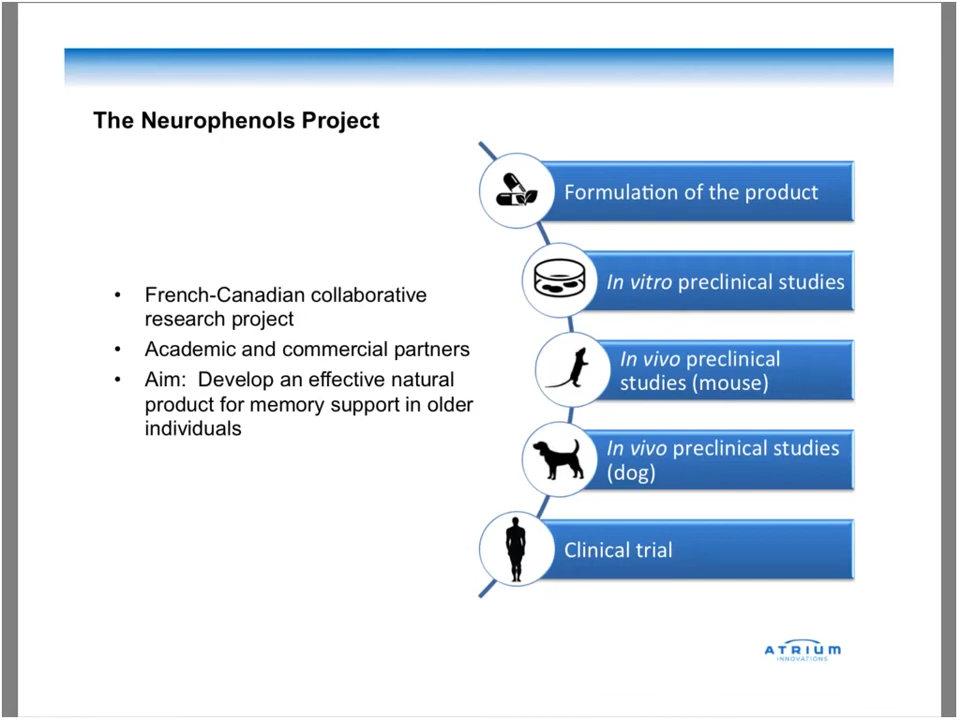 The Neurophenols Project
• French-Canadian collaborative
research project
• Academic and commercial partners
• Aim: Develop an effective natural
product for memory support in older
individuals
Formulation of the product
In vitro preclinical studies
In vivo preclinical
studies (mouse)
In vivo preclinical studies
(dog)
Clinical trial
ATRIUM
INNOVATIONS